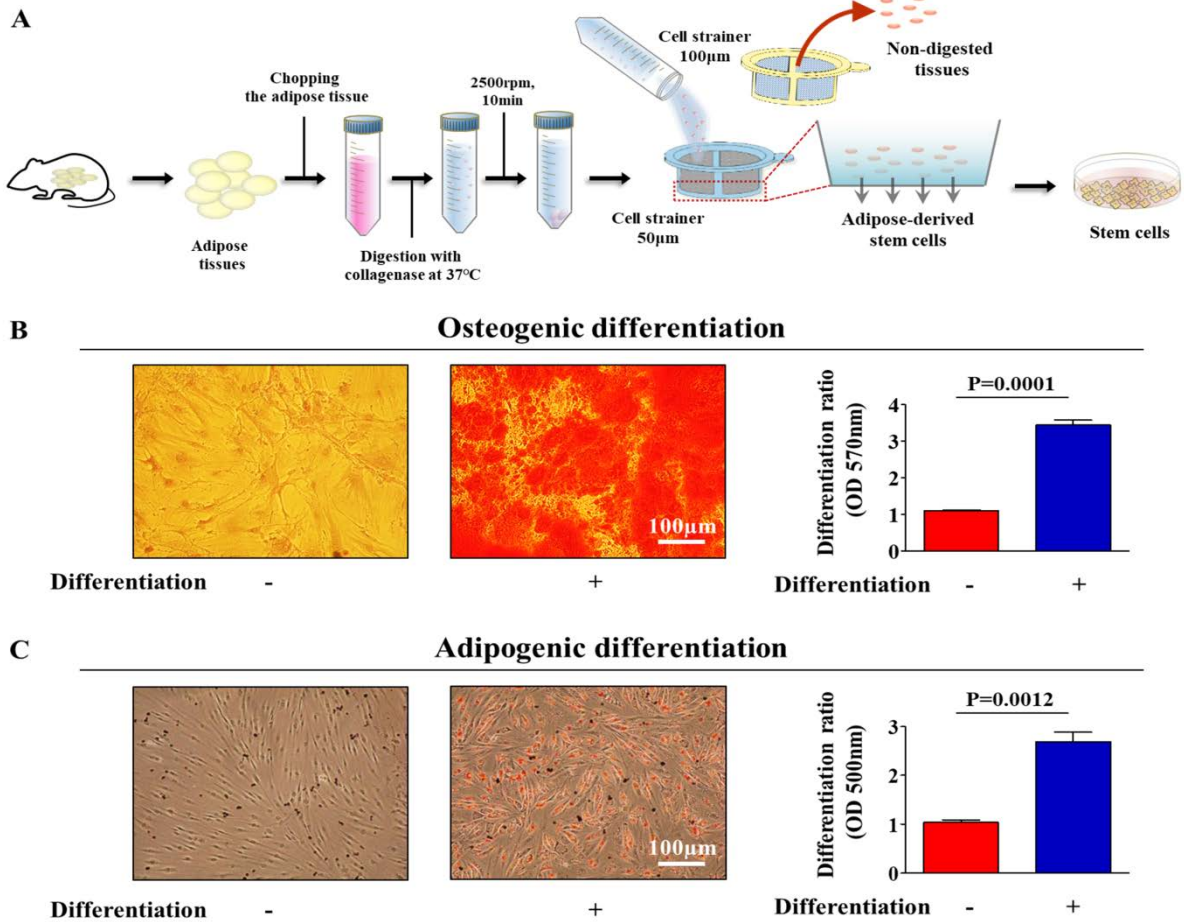 A
Chopping
the adipose tissue
2500rpm,
10min
Cell strainer
100μm
Non-digested
tissues
Adipose
tissues
Digestion with
collagenase at 37°C
Cell strainer
50μm
Adipose-derived
stem cells
Stem cells
B
Osteogenic differentiation
100μm
Differentiation - +
Differentiation ratio
(OD 570nm)
P=0.0001
4
3
2
1
0
Differentiation - +
C
Adipogenic differentiation
100μm
Differentiation - +
Differentiation ratio
(OD 500nm)
P=0.0012
3
2
1
0
Differentiation - +